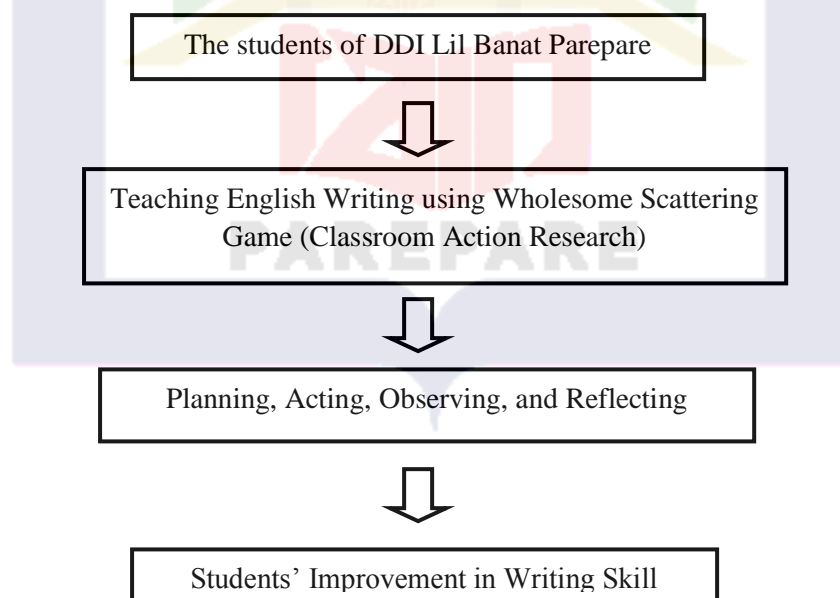 The students of DDI Lil Banat Parepare
Teaching English Writing using Wholesome Scattering
Game (Classroom Action Research)
PAREPARE
Planning, Acting, Observing, and Reflecting
Students’ Improvement in Writing Skill